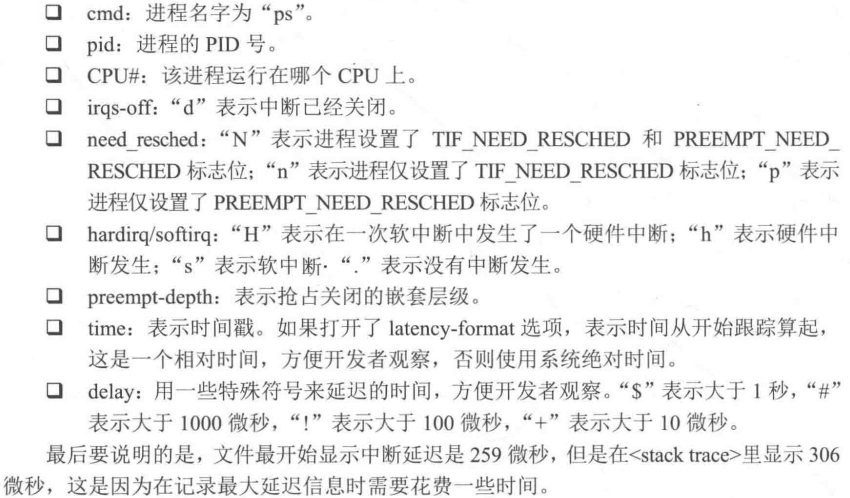 ❑ cmd：进程名字为“ps”。
❑ pid：进程的 PID 号。
❑ CPU#：该进程运行在哪个 CPU 上。
❑ irqs-off：“d”表示中断已经关闭。
❑ need_resched：“N”表示进程设置了 TIF_NEED_RESCHED 和 PREEMPT_NEED_
RESCHED 标志位；“n”表示进程仅设置了 TIF_NEED_RESCHED 标志位；“p”表示
进程仅设置了 PREEMPT_NEED_RESCHED 标志位。
❑ hardirq/softirq：“H”表示在一次软中断中发生了一个硬件中断；“h”表示硬件中
断发生；“s”表示软中断·“.”表示没有中断发生。
❑ preempt-depth：表示抢占关闭的嵌套层级。
❑ time：表示时间戳。如果打开了 latency-format 选项，表示时间从开始跟踪算起，
这是一个相对时间，方便开发者观察，否则使用系统绝对时间。
❑ delay：用一些特殊符号来延迟的时间，方便开发者观察。“$”表示大于 1 秒，“#”
表示大于 1000 微秒，“!”表示大于 100 微秒，“+”表示大于 10 微秒。
最后要说明的是，文件最开始显示中断延迟是 259 微秒，但是在<stack trace>里显示 306
微秒，这是因为在记录最大延迟信息时需要花费一些时间。